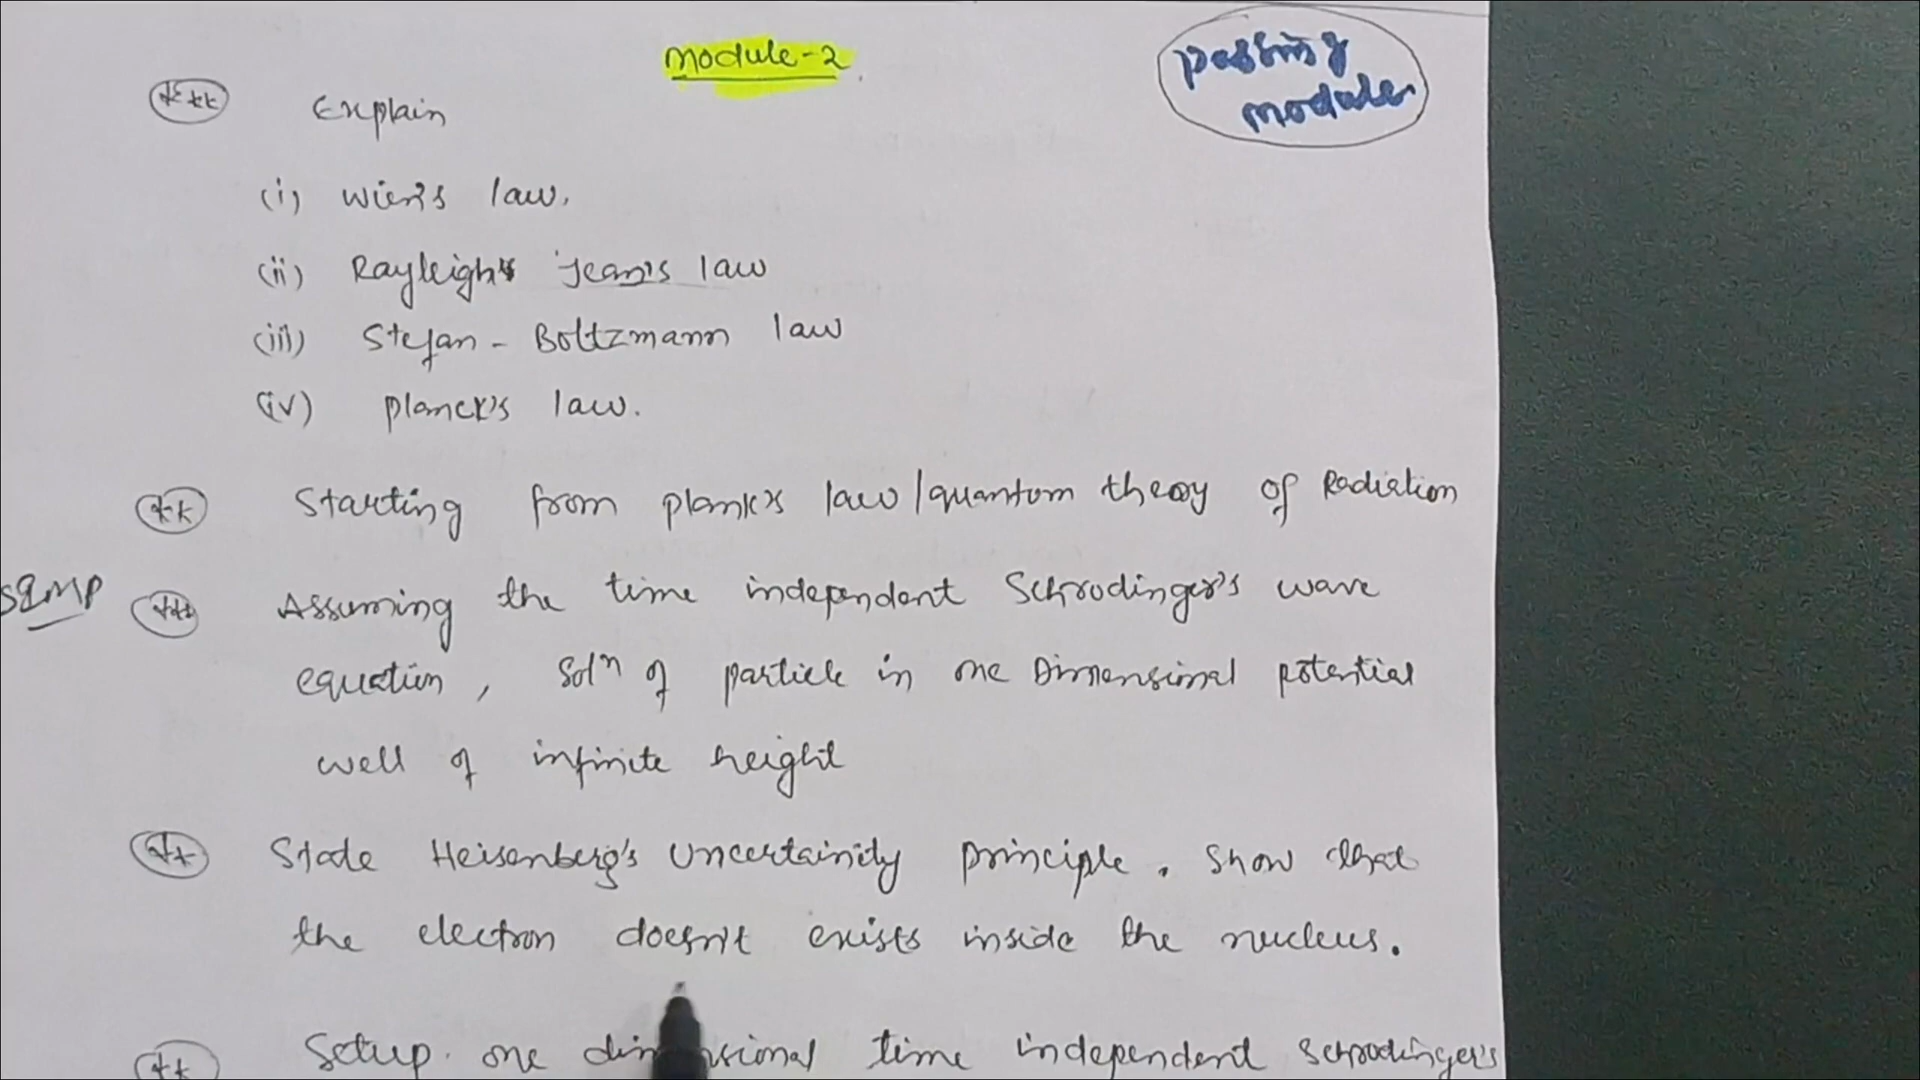 Module-2
passing
module
Explain
(i) Wien's law.
(ii) Rayleigh's Jean's law
(iii) Stefan - Boltzmann law
(iv) planck's law.
Starting from plank's law/quantum theory of Radiation
Assuming the time independent Schrodinger's wave
equation, Solⁿ of particle in one Dimensional potential
well of infinite height
State Heisenberg's Uncertainity principle. Show that
the electron doesn't exists inside the nucleus.
Setup one dimensional time independent Schrodinger's